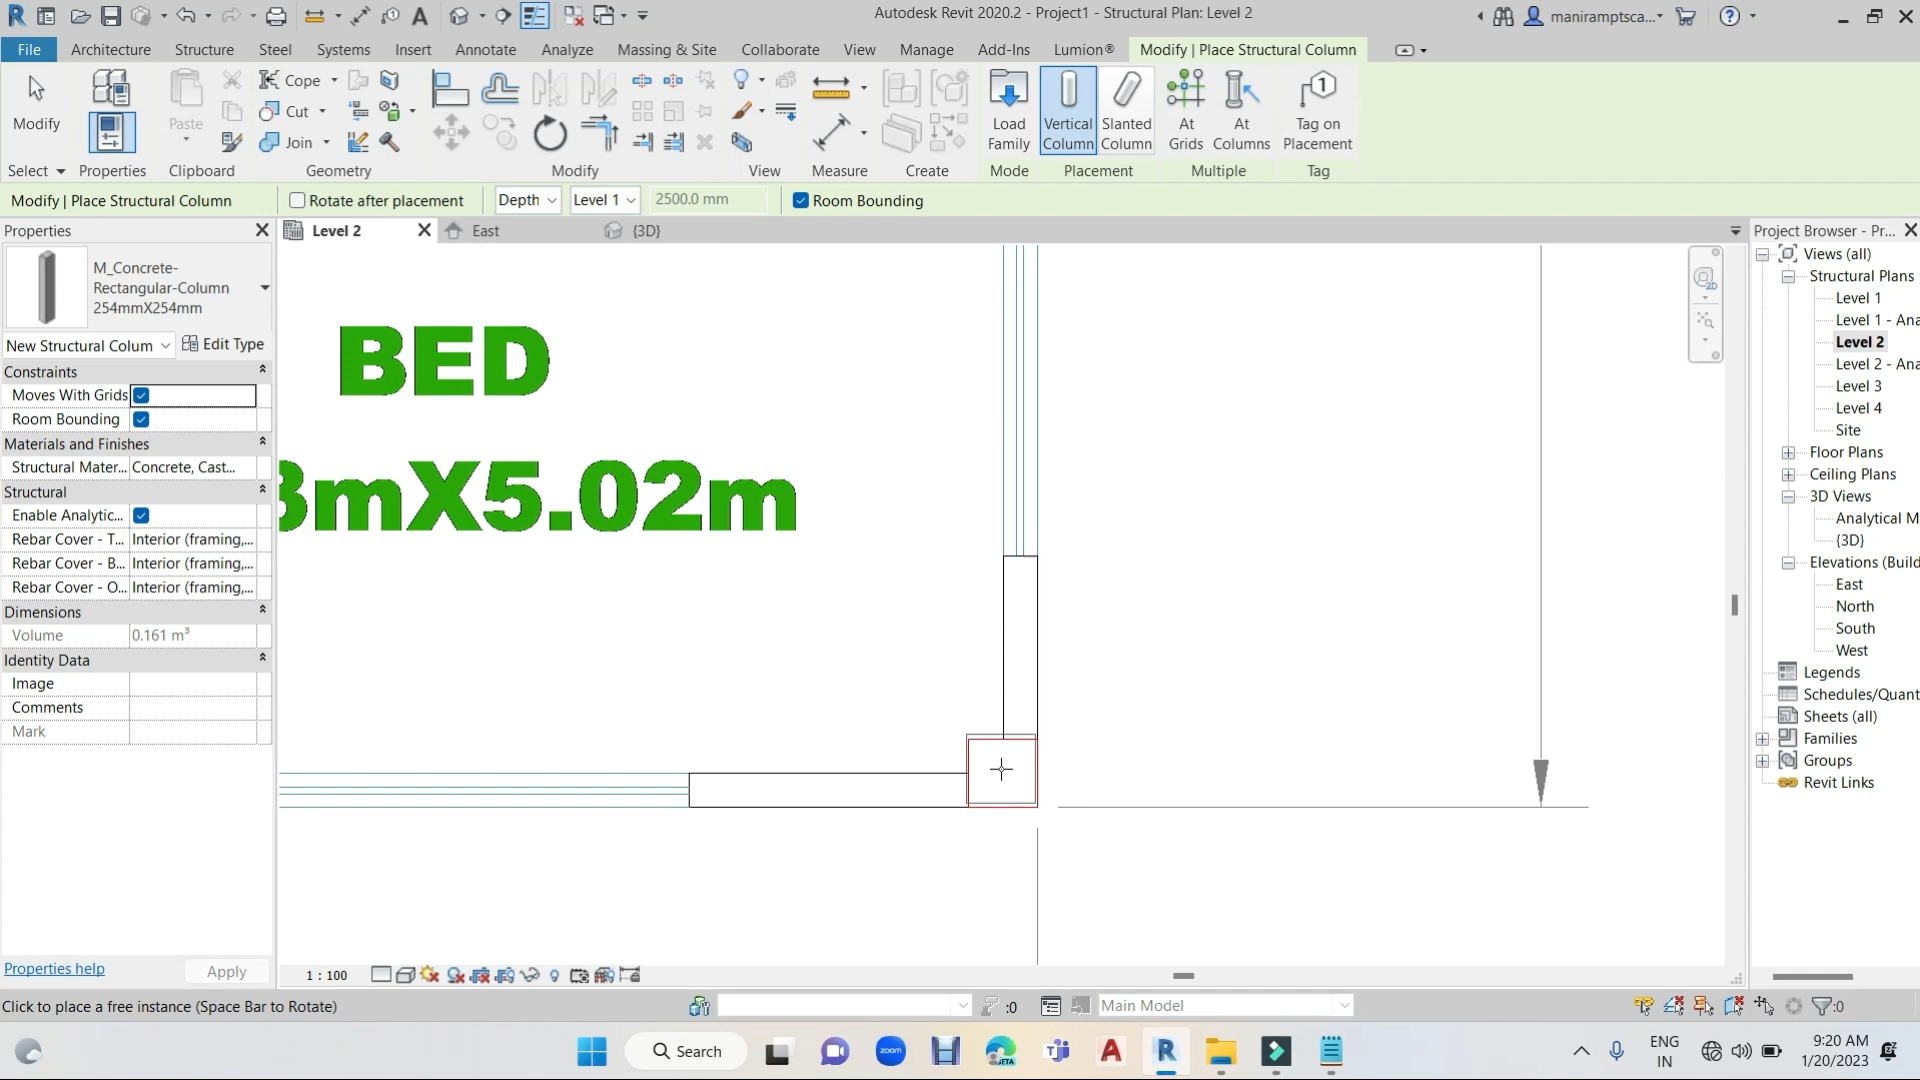 Autodesk Revit 2020.2 - Project1 - Structural Plan: Level 2
maniramptsca...
File Architecture Structure Steel Systems Insert Annotate Analyze Massing & Site Collaborate View Manage Add-Ins Lumion® Modify | Place Structural Column
Modify
Paste
Cope
Cut
Join
Load Family
Vertical Column
Slanted Column
At Grids
At Columns
Tag on Placement
Select Properties Clipboard Geometry Modify View Measure Create Mode Placement Multiple Tag
Modify | Place Structural Column Rotate after placement Depth Level 1 2500.0 mm Room Bounding
Properties
Level 2 East {3D}
Project Browser - Pr...
M_Concrete-
Rectangular-Column
254mmX254mm
New Structural Colum Edit Type
Constraints
Moves With Grids
Room Bounding
Materials and Finishes
Structural Mater... Concrete, Cast...
Structural
Enable Analytic...
Rebar Cover - T... Interior (framing,...
Rebar Cover - B... Interior (framing,...
Rebar Cover - O... Interior (framing,...
Dimensions
Volume 0.161 m³
Identity Data
Image
Comments
Mark
Properties help Apply
BED
3mX5.02m
2D
Views (all)
Structural Plans
Level 1
Level 1 - Ana
Level 2
Level 2 - Ana
Level 3
Level 4
Site
Floor Plans
Ceiling Plans
3D Views
Analytical M
{3D}
Elevations (Build
East
North
South
West
Legends
Schedules/Quant
Sheets (all)
Families
Groups
Revit Links
1 : 100
Click to place a free instance (Space Bar to Rotate) :0 Main Model :0
Search
zoom
BETA
ENG
IN
9:20 AM
1/20/2023